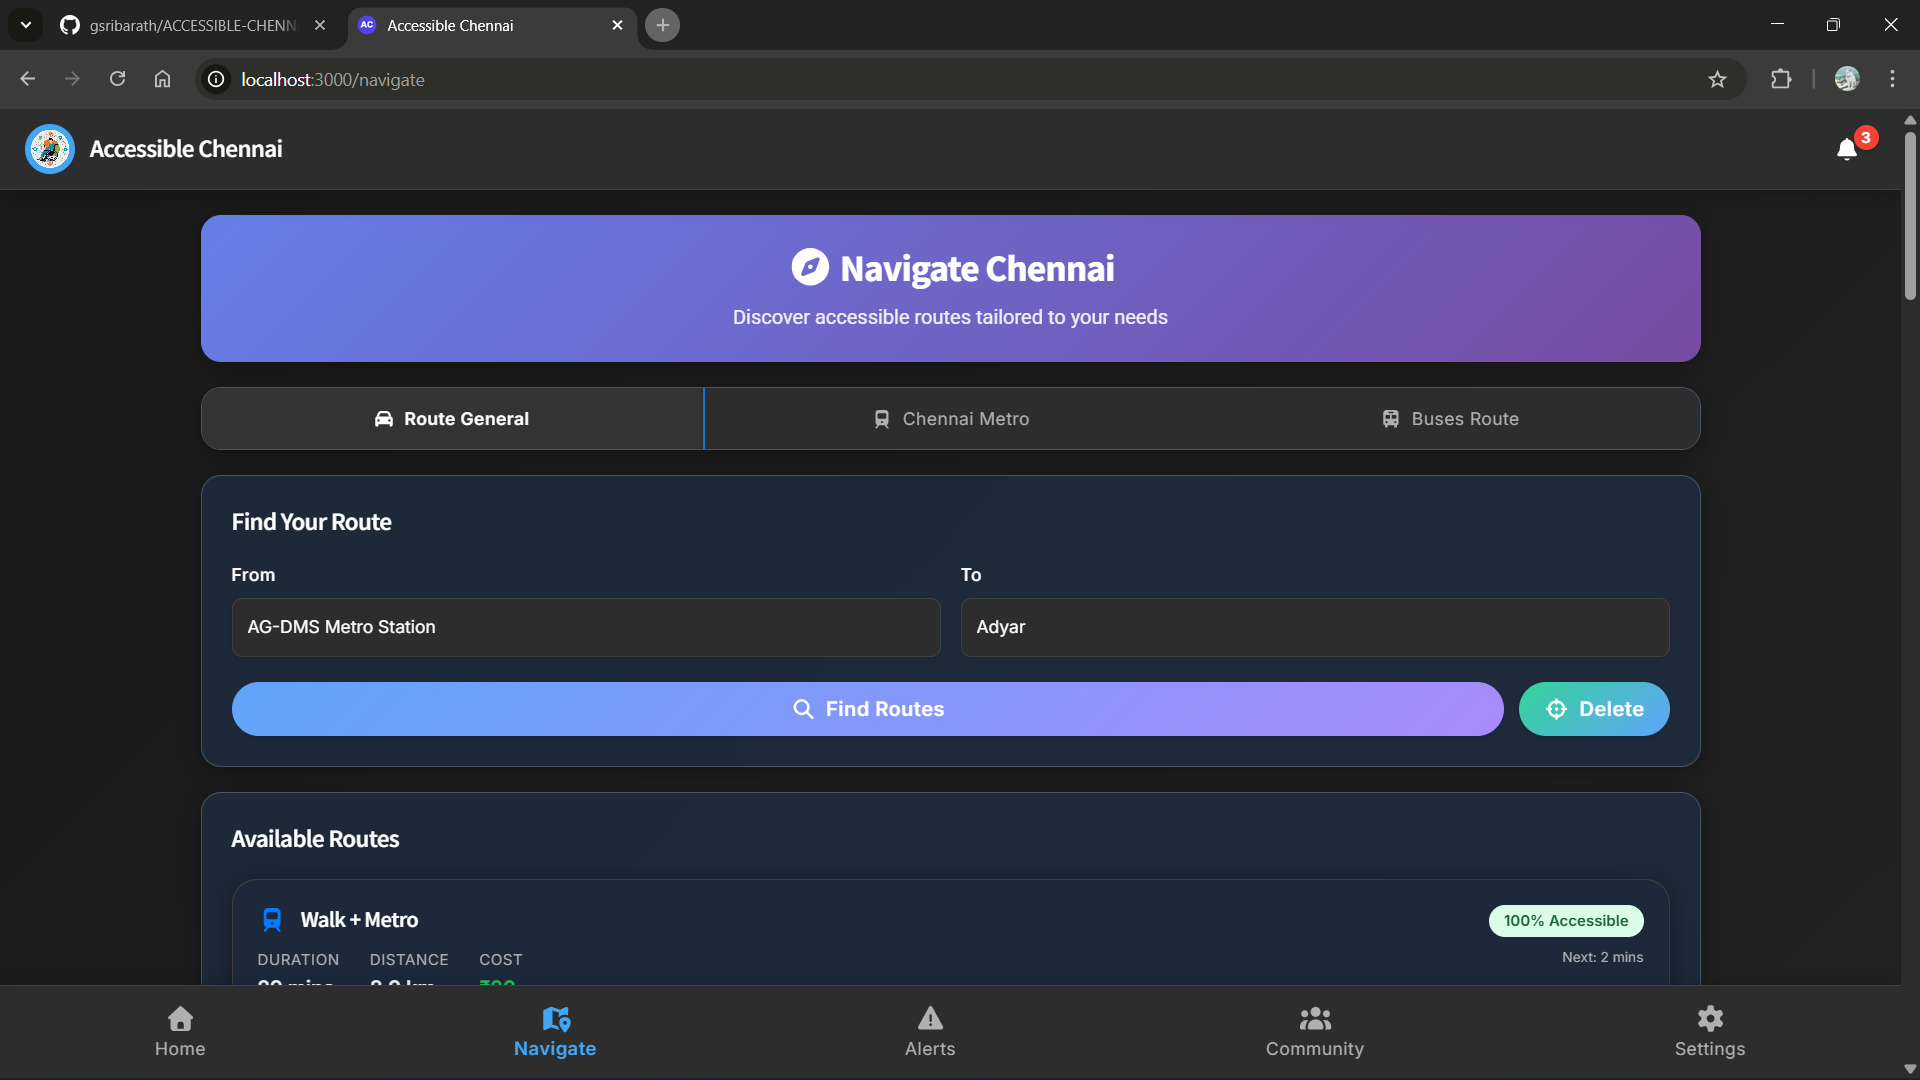 gsribarath/ACCESSIBLE-CHENN
AC Accessible Chennai
localhost:3000/navigate
Accessible Chennai
3
Navigate Chennai
Discover accessible routes tailored to your needs
Route General
Chennai Metro
Buses Route
Find Your Route
From
To
AG-DMS Metro Station
Adyar
Find Routes
Delete
Available Routes
Walk + Metro
100% Accessible
DURATION
DISTANCE
COST
Next: 2 mins
Home
Navigate
Alerts
Community
Settings